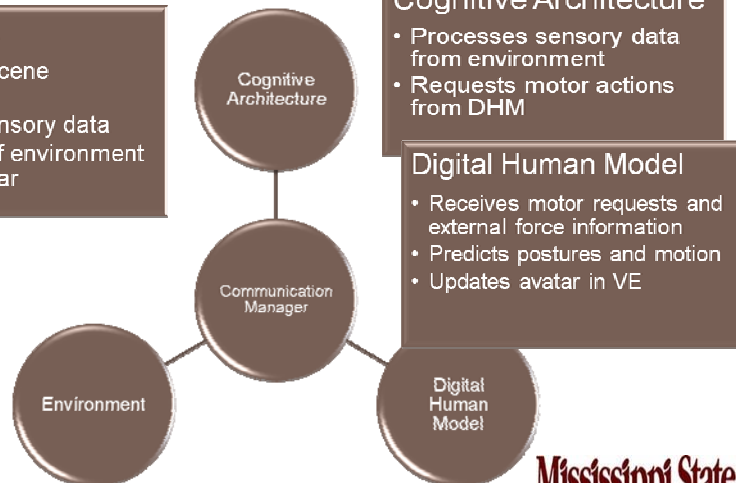 cene
nsory data
f environment
ar
Cognitive
Architecture
Cognitive Architecture
• Processes sensory data
from environment
• Requests motor actions
from DHM
Digital Human Model
• Receives motor requests and
external force information
• Predicts postures and motion
• Updates avatar in VE
Communication
Manager
Environment
Digital
Human
Model
Mississippi State